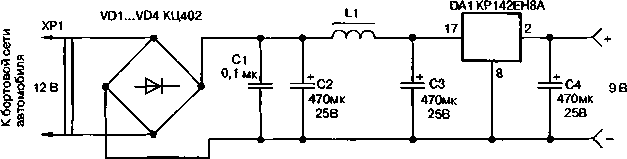 VD1...VD4 КЦ402
L1
DA1 КР142ЕН8А
XP1
17
2
+
C1
0,1 мк
8
12 В
+
C2
470мк
25В
+
C3
470мк
25В
+
C4
470мк
25В
9 В
К бортовой сети
автомобиля
−